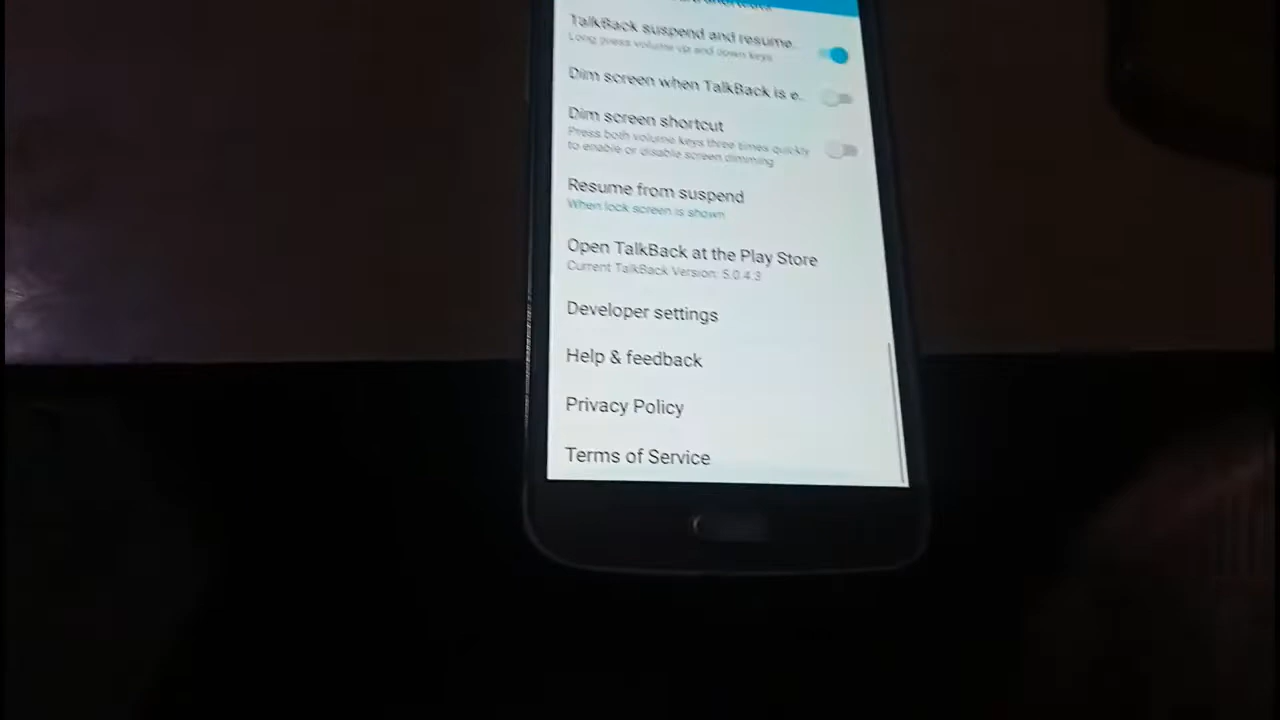 TalkBack suspend and resume..
Long press volume up and down keys
Dim screen when TalkBack is e..
Dim screen shortcut
Press both volume keys three times quickly
to enable or disable screen dimming
Resume from suspend
When lock screen is shown
Open TalkBack at the Play Store
Current TalkBack Version: 5.0.4.3
Developer settings
Help & feedback
Privacy Policy
Terms of Service